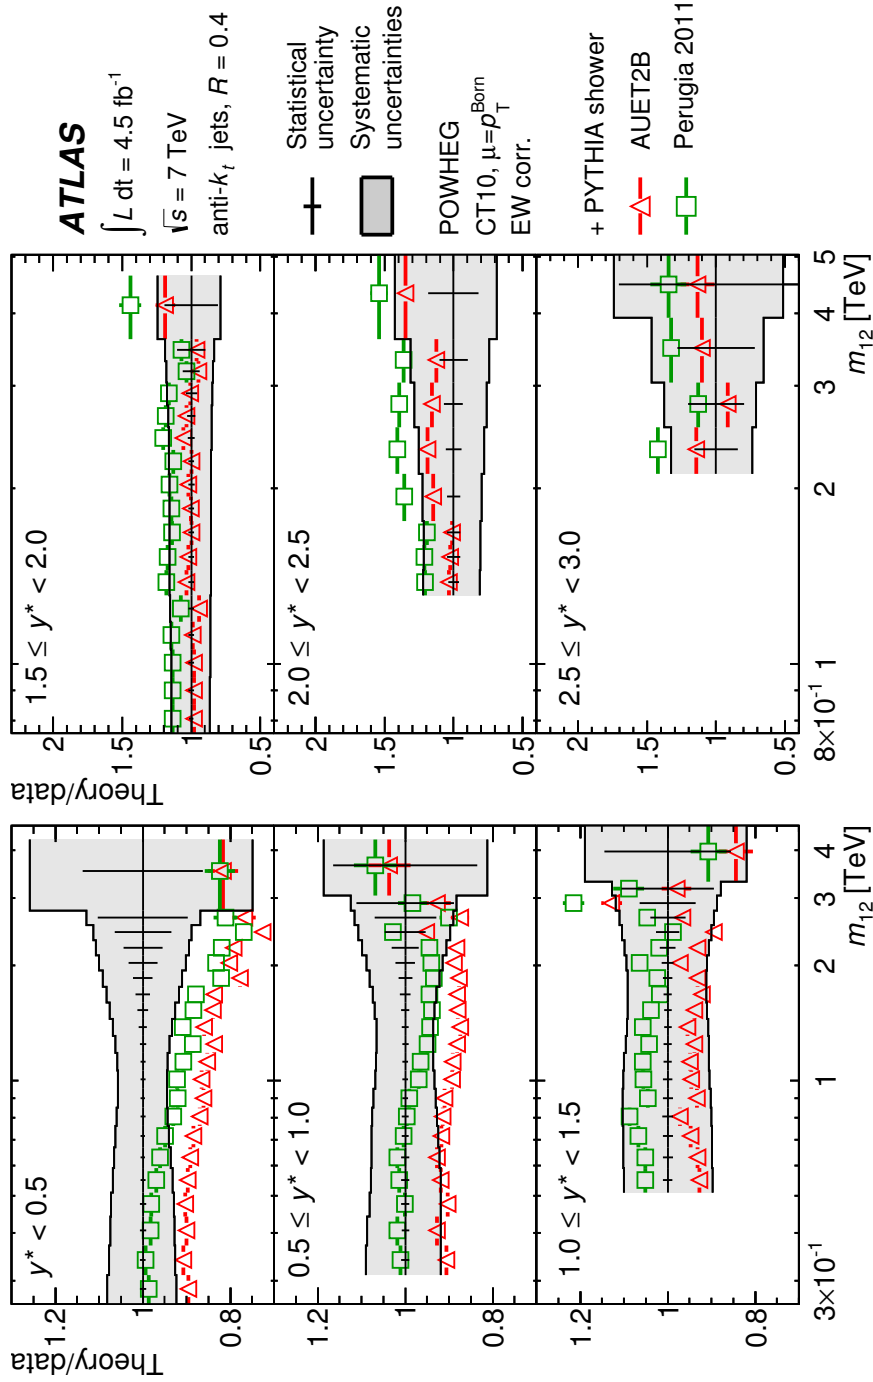 Theory/data
y* < 0.5
1.2
1
0.8
0.5 ≤ y* < 1.0
1.2
1
0.8
1.0 ≤ y* < 1.5
1.2
1
0.8
3×10⁻¹
1
2
3
4
m₁₂ [TeV]
Theory/data
1.5 ≤ y* < 2.0
2
1.5
1
0.5
2.0 ≤ y* < 2.5
2
1.5
1
0.5
2.5 ≤ y* < 3.0
2
1.5
1
0.5
8×10⁻¹
1
2
3
4
5
m₁₂ [TeV]
ATLAS
∫ L dt = 4.5 fb⁻¹
√s = 7 TeV
anti-kₜ jets, R = 0.4
Statistical
uncertainty
Systematic
uncertainties
POWHEG
CT10, μ=p_T^Born
EW corr.
+ PYTHIA shower
AUET2B
Perugia 2011